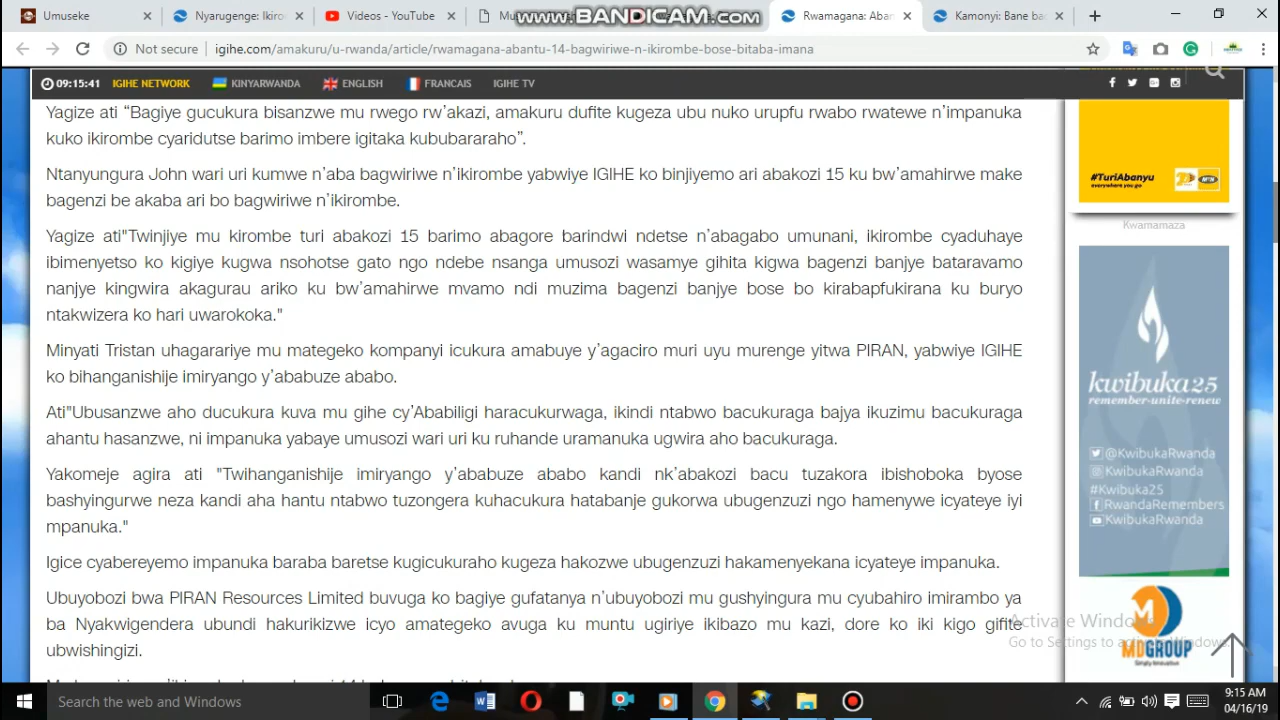 Umuseke
Nyarugenge: Ikiro
Videos - YouTube
www.BANDICAM.com
Rwamagana: Aban
Kamonyi: Bane ba
Not secure
igihe.com/amakuru/u-rwanda/article/rwamagana-abantu-14-bagwiriwe-n-ikirombe-bose-bitaba-imana
09:15:41 IGIHE NETWORK KINYARWANDA ENGLISH FRANCAIS IGIHE TV
Yagize ati “Bagiye gucukura bisanzwe mu rwego rw’akazi, amakuru dufite kugeza ubu nuko urupfu rwabo rwatewe n’impanuka
kuko ikirombe cyaridutse barimo imbere igitaka kububararaho”.
Ntanyungura John wari uri kumwe n’aba bagwiriwe n’ikirombe yabwiye IGIHE ko binjiyemo ari abakozi 15 ku bw’amahirwe make
bagenzi be akaba ari bo bagwiriwe n’ikirombe.
Yagize ati"Twinjiye mu kirombe turi abakozi 15 barimo abagore barindwi ndetse n’abagabo umunani, ikirombe cyaduhaye
ibimenyetso ko kigiye kugwa nsohotse gato ngo ndebe nsanga umusozi wasamye gihita kigwa bagenzi banjye bataravamo
nanjye kingwira akagurau ariko ku bw’amahirwe mvamo ndi muzima bagenzi banjye bose bo kirabapfukirana ku buryo
ntakwizera ko hari uwarokoka."
Minyati Tristan uhagarariye mu mategeko kompanyi icukura amabuye y’agaciro muri uyu murenge yitwa PIRAN, yabwiye IGIHE
ko bihanganishije imiryango y’ababuze ababo.
Ati"Ubusanzwe aho ducukura kuva mu gihe cy’Ababiligi haracukurwaga, ikindi ntabwo bacukuraga bajya ikuzimu bacukuraga
ahantu hasanzwe, ni impanuka yabaye umusozi wari uri ku ruhande uramanuka ugwira aho bacukuraga.
Yakomeje agira ati "Twihanganishije imiryango y’ababuze ababo kandi nk’abakozi bacu tuzakora ibishoboka byose
bashyingurwe neza kandi aha hantu ntabwo tuzongera kuhacukura hatabanje gukorwa ubugenzuzi ngo hamenywe icyateye iyi
mpanuka."
Igice cyabereyemo impanuka baraba baretse kugicukuraho kugeza hakozwe ubugenzuzi hakamenyekana icyateye impanuka.
Ubuyobozi bwa PIRAN Resources Limited buvuga ko bagiye gufatanya n’ubuyobozi mu gushyingura mu cyubahiro imirambo ya
ba Nyakwigendera ubundi hakurikizwe icyo amategeko avuga ku muntu ugiriye ikibazo mu kazi, dore ko iki kigo gifite
ubwishingizi.
#TuriAbanyu
everywhere you go
MTN
Kwamamaza
kwibuka25
remember-unite-renew
@KwibukaRwanda
KwibukaRwanda
#Kwibuka25
RwandaRemembers
KwibukaRwanda
MDGROUP
Simply Innovative
Activate Windows
Go to Settings to activate Windows.
Search the web and Windows
9:15 AM
04/16/19